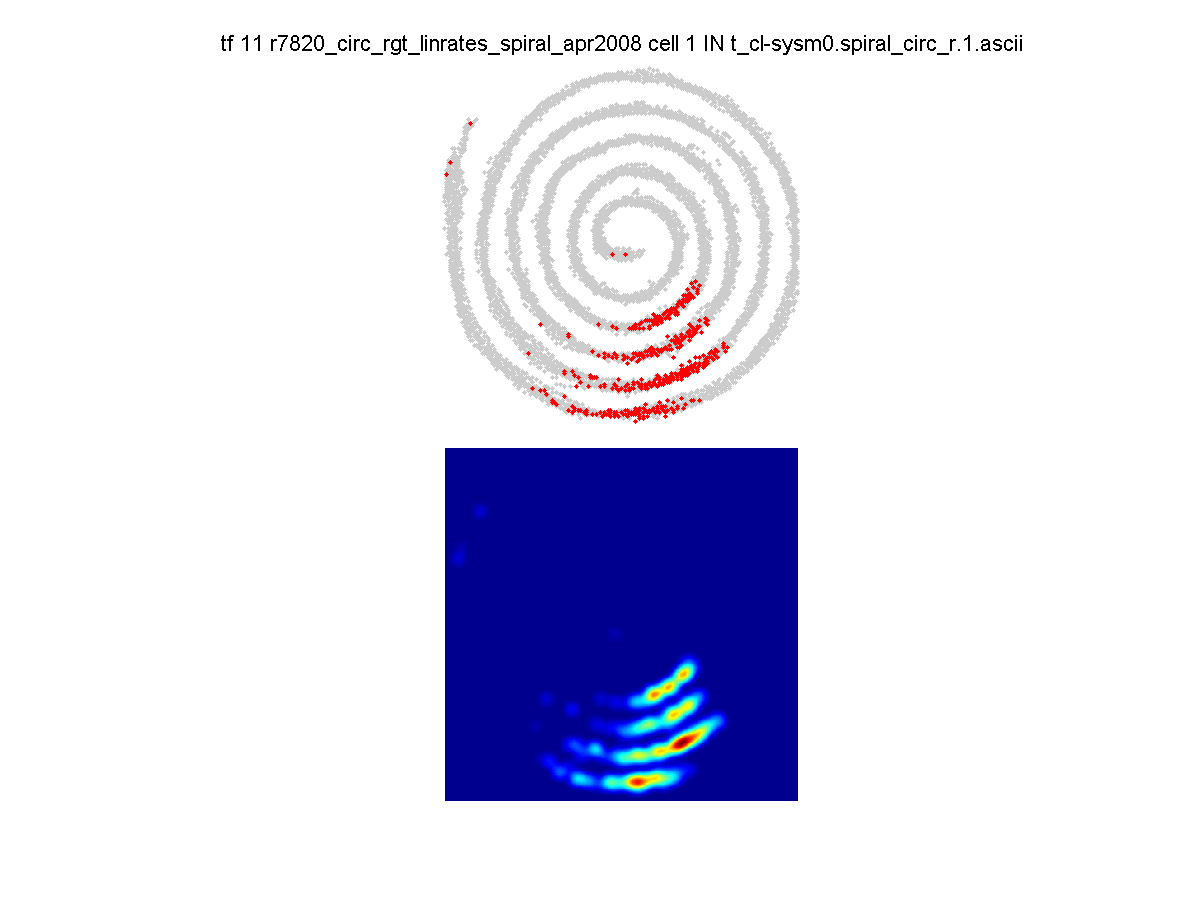 tf 11 r7820_circ_rgt_linrates_spiral_apr2008 cell 1 IN t_cl-sysm0.spiral_circ_r.1.ascii